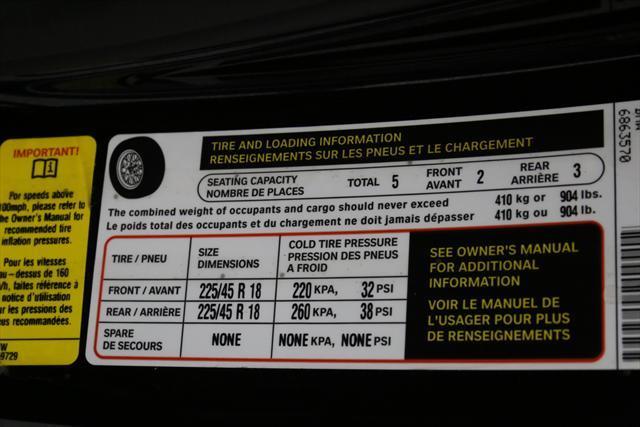 IMPORTANT!
For speeds above
100mph, please refer to
the Owner's Manual for
recommended tire
inflation pressures.
Pour les vitesses
au-dessus de 160
faites référence à
notice d'utilisation
les pressions des
recommandées.
9729
TIRE AND LOADING INFORMATION
RENSEIGNEMENTS SUR LES PNEUS ET LE CHARGEMENT
SEATING CAPACITY
NOMBRE DE PLACES
TOTAL 5
FRONT
AVANT 2
REAR
ARRIÈRE 3
The combined weight of occupants and cargo should never exceed 410 kg or 904 lbs.
Le poids total des occupants et du chargement ne doit jamais dépasser 410 kg ou 904 lb.
TIRE / PNEU
SIZE
DIMENSIONS
COLD TIRE PRESSURE
PRESSION DES PNEUS
A FROID
FRONT / AVANT 225/45 R 18 220 KPA, 32 PSI
REAR / ARRIÈRE 225/45 R 18 260 KPA, 38 PSI
SPARE
DE SECOURS
NONE NONE KPA, NONE PSI
SEE OWNER'S MANUAL
FOR ADDITIONAL
INFORMATION
VOIR LE MANUEL DE
L'USAGER POUR PLUS
DE RENSEIGNEMENTS
6863570